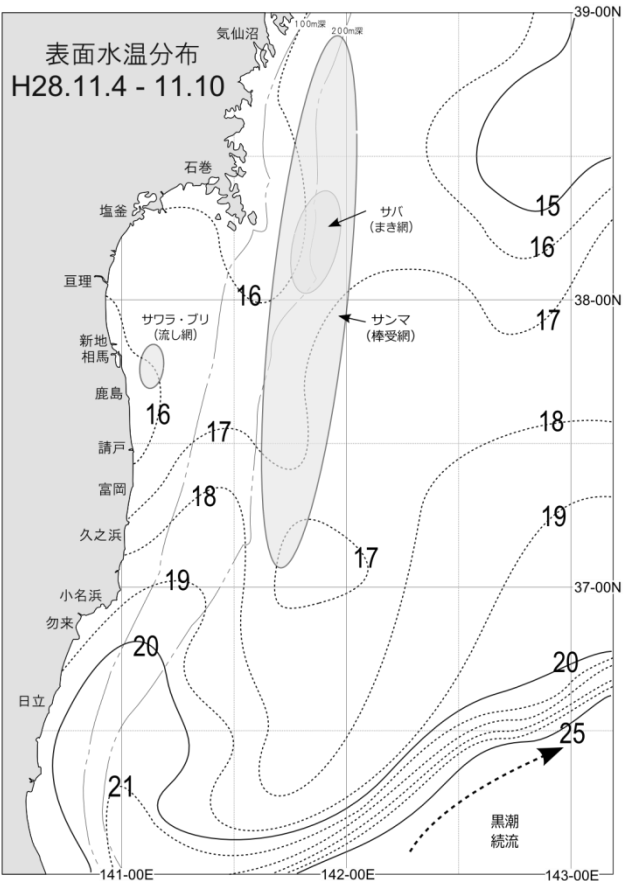 表面水温分布
H28.11.4 - 11.10
39-00N
気仙沼
100m深
200m深
石巻
塩釜
サバ
(まき網)
15
16
亘理
16
38-00N
サワラ・ブリ
(流し網)
サンマ
(棒受網)
17
新地
相馬
鹿島
16
17
18
請戸
富岡
18
19
久之浜
17
小名浜
19
37-00N
勿来
20
20
日立
25
21
黒潮
続流
141-00E
142-00E
143-00E